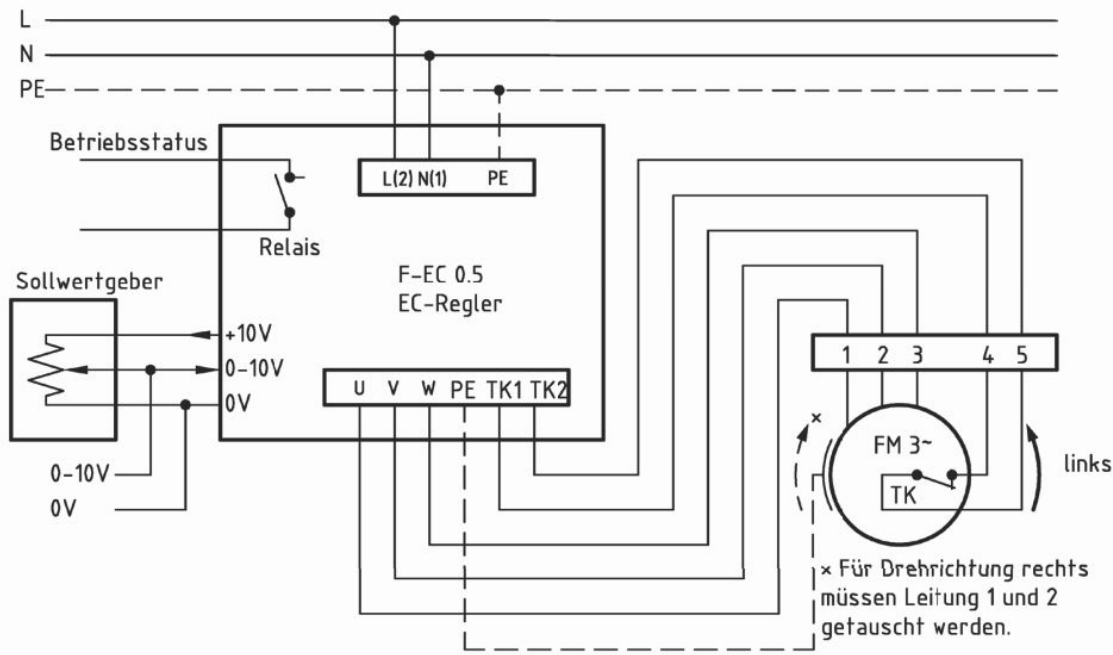 L
N
PE
Betriebsstatus
L(2) N(1) PE
Relais
F-EC 0.5
EC-Regler
Sollwertgeber
+10V
0-10V
0V
U V W PE TK1 TK2
1 2 3 4 5
×
FM 3~
TK
links
0-10V
0V
× Für Drehrichtung rechts
müssen Leitung 1 und 2
getauscht werden.